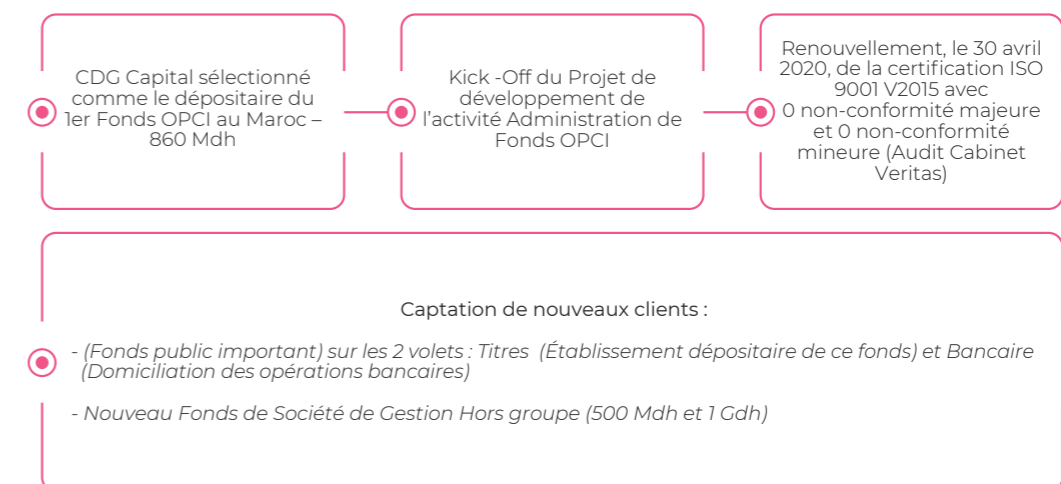 CDG Capital sélectionné
comme le dépositaire du
1er Fonds OPCI au Maroc –
860 Mdh
Kick -Off du Projet de
développement de
l'activité Administration de
Fonds OPCI
Renouvellement, le 30 avril
2020, de la certification ISO
9001 V2015 avec
0 non-conformité majeure
et 0 non-conformité
mineure (Audit Cabinet
Veritas)
Captation de nouveaux clients :
- (Fonds public important) sur les 2 volets : Titres (Établissement dépositaire de ce fonds) et Bancaire
(Domiciliation des opérations bancaires)
- Nouveau Fonds de Société de Gestion Hors groupe (500 Mdh et 1 Gdh)